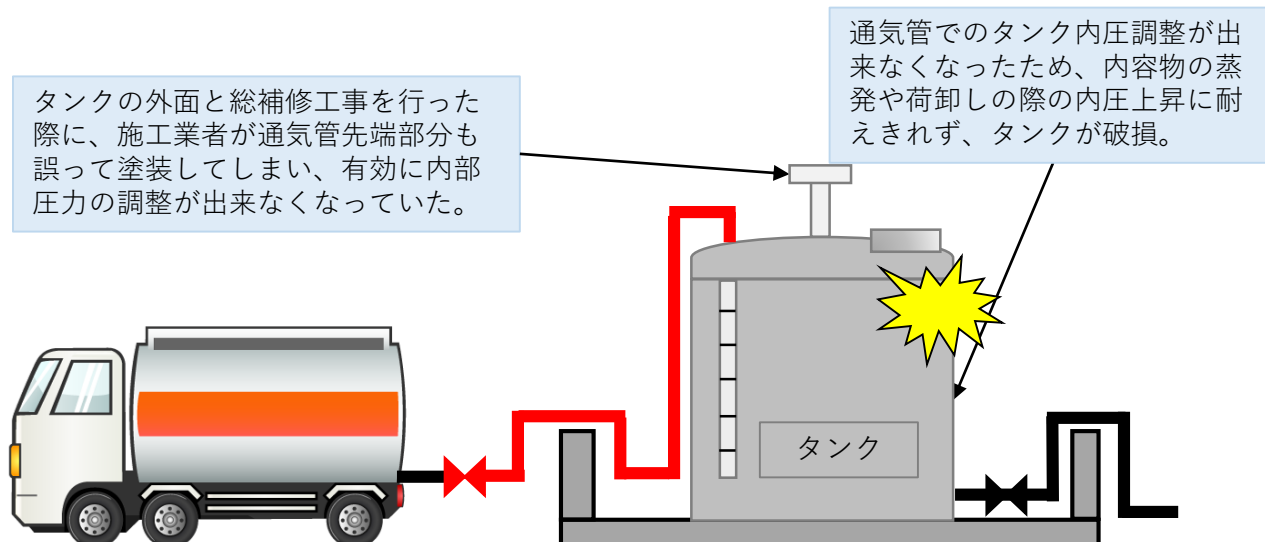 タンクの外面と総補修工事を行った
際に、施工業者が通気管先端部分も
誤って塗装してしまい、有効に内部
圧力の調整が出来なくなっていた。
通気管でのタンク内圧調整が出
来なくなったため、内容物の蒸
発や荷卸しの際の内圧上昇に耐
えきれず、タンクが破損。
タンク